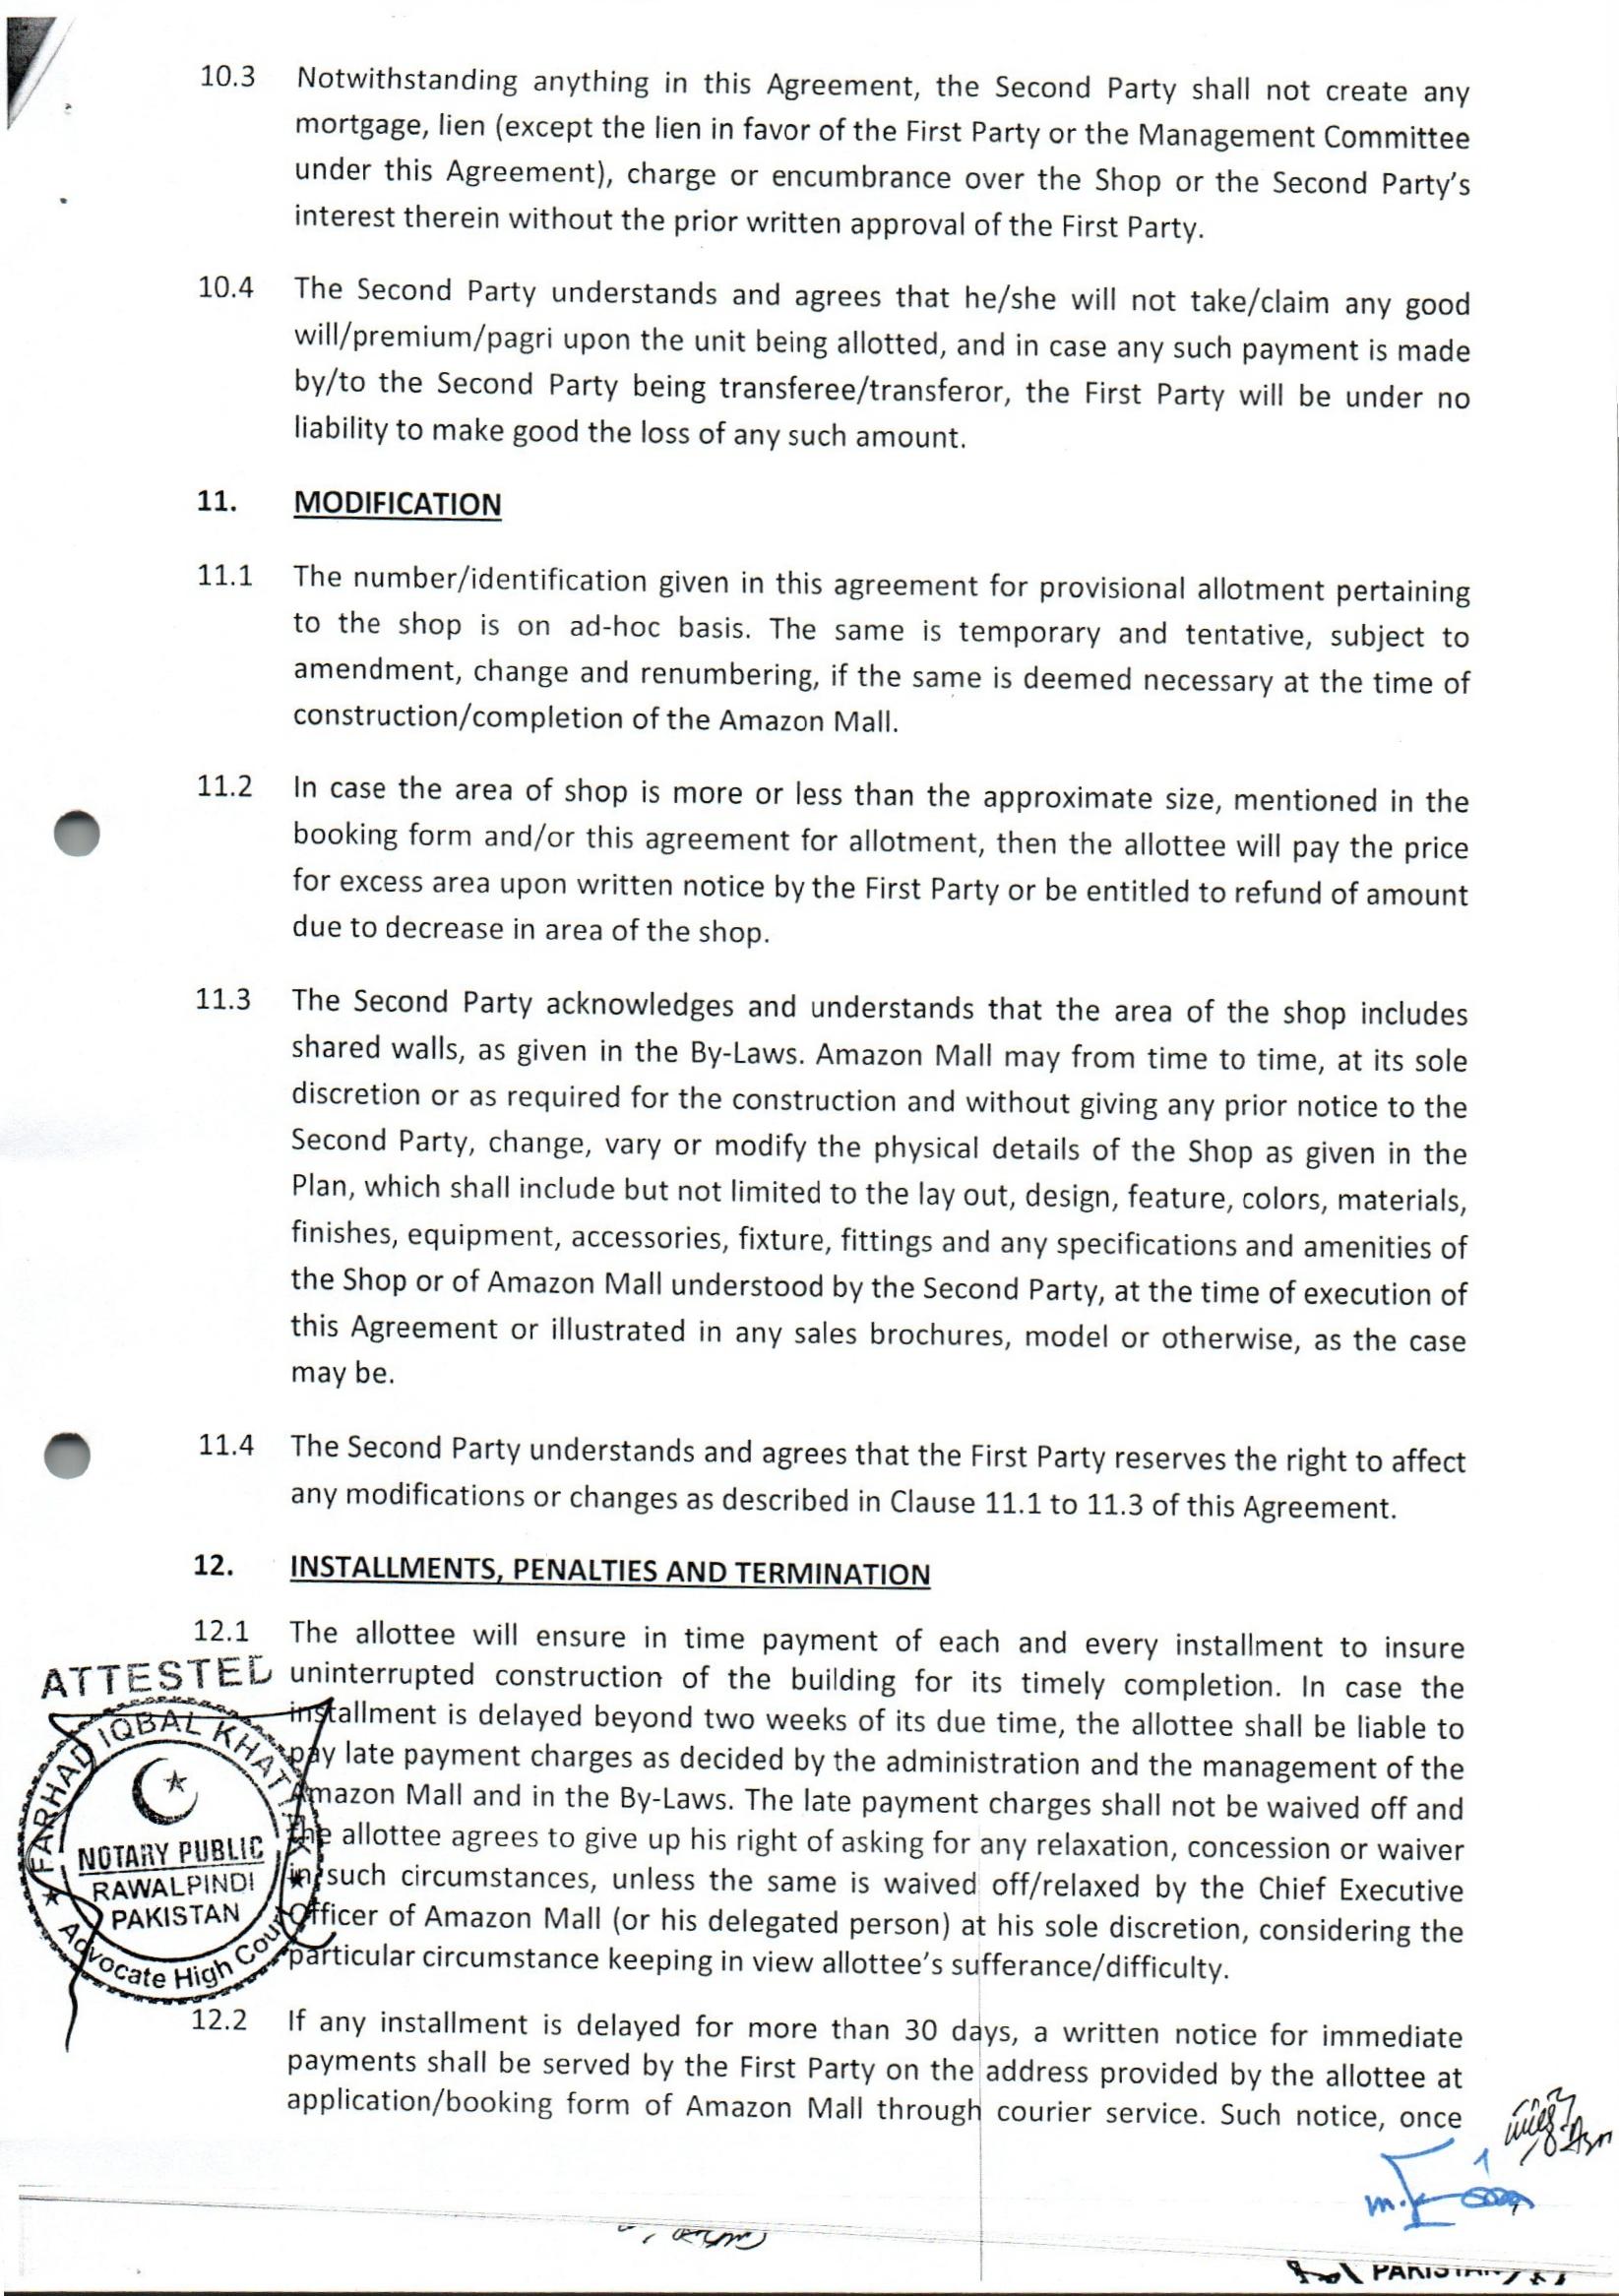 10.3 Notwithstanding anything in this Agreement, the Second Party shall not create any
mortgage, lien (except the lien in favor of the First Party or the Management Committee
under this Agreement), charge or encumbrance over the Shop or the Second Party's
interest therein without the prior written approval of the First Party.
10.4 The Second Party understands and agrees that he/she will not take/claim any good
will/premium/pagri upon the unit being allotted, and in case any such payment is made
by/to the Second Party being transferee/transferor, the First Party will be under no
liability to make good the loss of any such amount.
11. MODIFICATION
11.1 The number/identification given in this agreement for provisional allotment pertaining
to the shop is on ad-hoc basis. The same is temporary and tentative, subject to
amendment, change and renumbering, if the same is deemed necessary at the time of
construction/completion of the Amazon Mall.
11.2 In case the area of shop is more or less than the approximate size, mentioned in the
booking form and/or this agreement for allotment, then the allottee will pay the price
for excess area upon written notice by the First Party or be entitled to refund of amount
due to decrease in area of the shop.
11.3 The Second Party acknowledges and understands that the area of the shop includes
shared walls, as given in the By-Laws. Amazon Mall may from time to time, at its sole
discretion or as required for the construction and without giving any prior notice to the
Second Party, change, vary or modify the physical details of the Shop as given in the
Plan, which shall include but not limited to the lay out, design, feature, colors, materials,
finishes, equipment, accessories, fixture, fittings and any specifications and amenities of
the Shop or of Amazon Mall understood by the Second Party, at the time of execution of
this Agreement or illustrated in any sales brochures, model or otherwise, as the case
may be.
11.4 The Second Party understands and agrees that the First Party reserves the right to affect
any modifications or changes as described in Clause 11.1 to 11.3 of this Agreement.
12. INSTALLMENTS, PENALTIES AND TERMINATION
12.1 The allottee will ensure in time payment of each and every installment to insure
uninterrupted construction of the building for its timely completion. In case the
installment is delayed beyond two weeks of its due time, the allottee shall be liable to
pay late payment charges as decided by the administration and the management of the
Amazon Mall and in the By-Laws. The late payment charges shall not be waived off and
the allottee agrees to give up his right of asking for any relaxation, concession or waiver
in such circumstances, unless the same is waived off/relaxed by the Chief Executive
Officer of Amazon Mall (or his delegated person) at his sole discretion, considering the
particular circumstance keeping in view allottee's sufferance/difficulty.
ATTESTED
FARHAD IQBAL KHATTAK
NOTARY PUBLIC
RAWALPINDI
PAKISTAN
Advocate High Court
12.2 If any installment is delayed for more than 30 days, a written notice for immediate
payments shall be served by the First Party on the address provided by the allottee at
application/booking form of Amazon Mall through courier service. Such notice, once
PAKISTAN